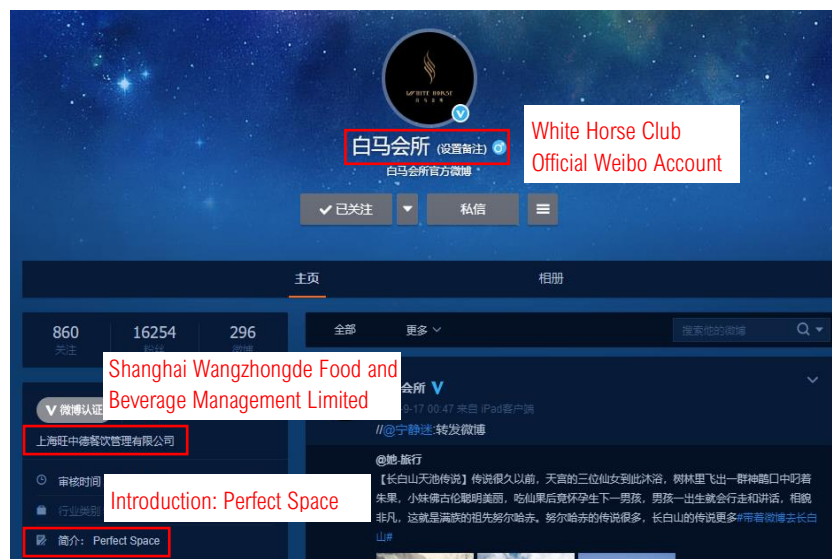 WHITE HORSE
白马会所 (设置备注)
白马会所官方微博
White Horse Club
Official Weibo Account
已关注
私信
主页
相册
860
16254
296
关注
全部
更多
搜索他的微博
Shanghai Wangzhongde Food and
Beverage Management Limited
V 微博认证
上海旺中德餐饮管理有限公司
审核时间
行业类别
Introduction: Perfect Space
简介: Perfect Space
会所
9-17 00:47 来自 iPad客户端
//@宁静迷:转发微博
@她-旅行
【长白山天池传说】传说很久以前,天宫的三位仙女到此沐浴,树林里飞出一群神鹊口中叼着
朱果,小妹佛古伦聪明美丽,吃仙果后竟怀孕生下一男孩,男孩一出生就会行走和讲话,相貌
非凡,这就是满族的祖先努尔哈赤。努尔哈赤的传说很多,长白山的传说更多#带着微博去长白
山#